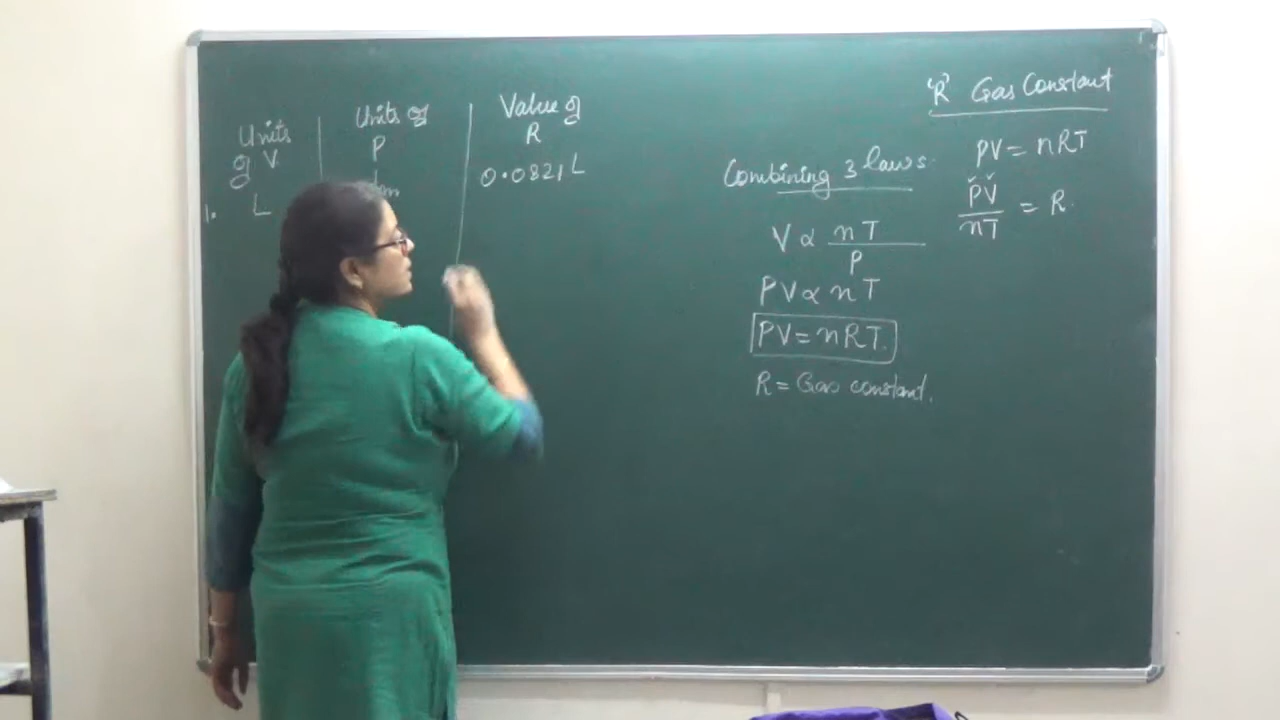 Units of V
Units of P
Value of R
1. L
0.0821 L
Combining 3 laws:
V ∝ nT
P
PV ∝ nT
PV = nRT.
R = Gas constant.
'R' Gas Constant
PV = nRT
PV
nT
= R.